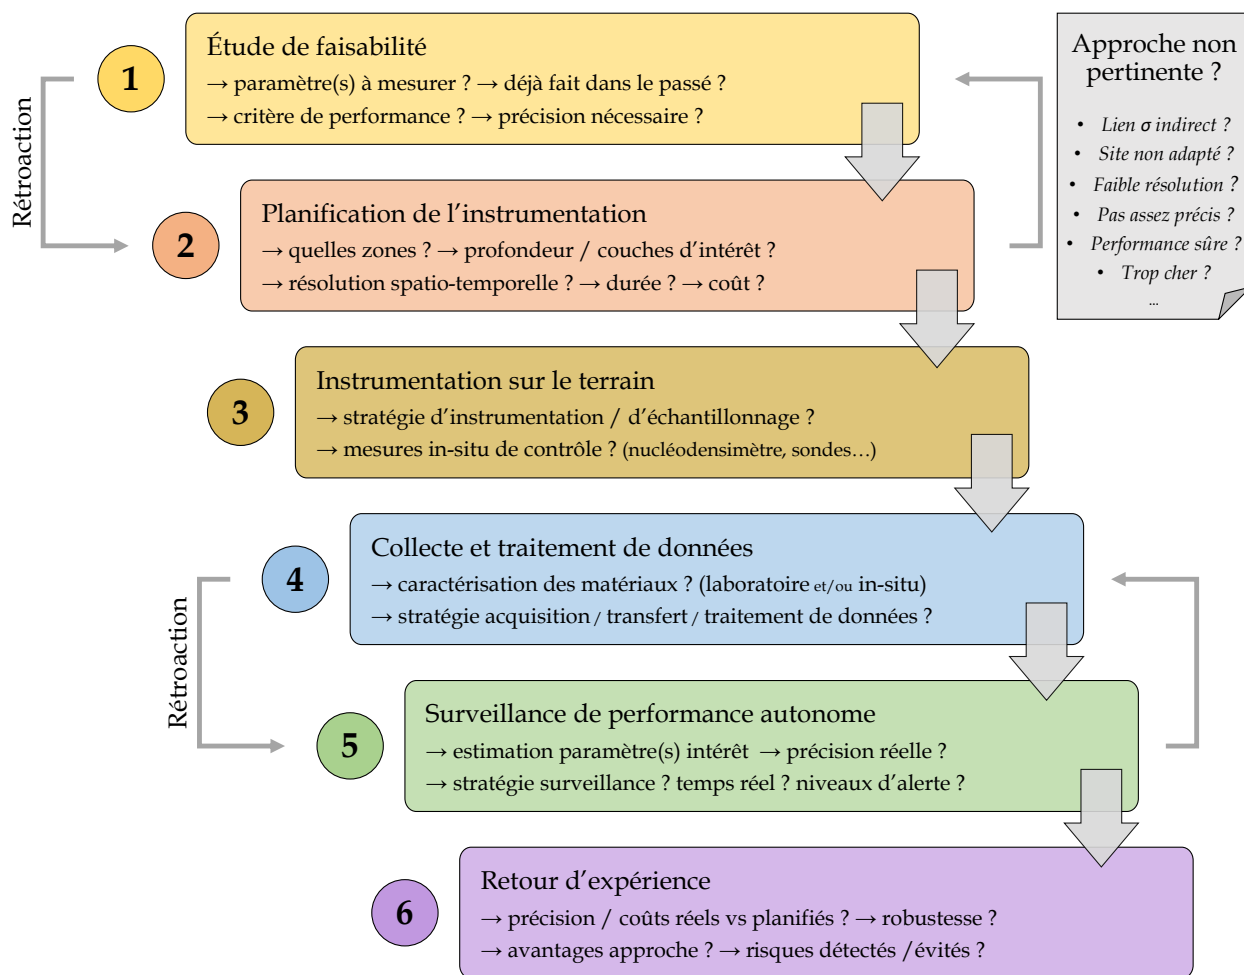 1
Étude de faisabilité
→ paramètre(s) à mesurer ? → déjà fait dans le passé ?
→ critère de performance ? → précision nécessaire ?
Rétroaction
Approche non
pertinente ?
• Lien σ indirect ?
• Site non adapté ?
• Faible résolution ?
• Pas assez précis ?
• Performance sûre ?
• Trop cher ?
...
2
Planification de l’instrumentation
→ quelles zones ? → profondeur / couches d’intérêt ?
→ résolution spatio-temporelle ? → durée ? → coût ?
3
Instrumentation sur le terrain
→ stratégie d’instrumentation / d’échantillonnage ?
→ mesures in-situ de contrôle ? (nucléodensimètre, sondes…)
4
Collecte et traitement de données
→ caractérisation des matériaux ? (laboratoire et/ou in-situ)
→ stratégie acquisition / transfert / traitement de données ?
Rétroaction
5
Surveillance de performance autonome
→ estimation paramètre(s) intérêt → précision réelle ?
→ stratégie surveillance ? temps réel ? niveaux d’alerte ?
6
Retour d’expérience
→ précision / coûts réels vs planifiés ? → robustesse ?
→ avantages approche ? → risques détectés /évités ?